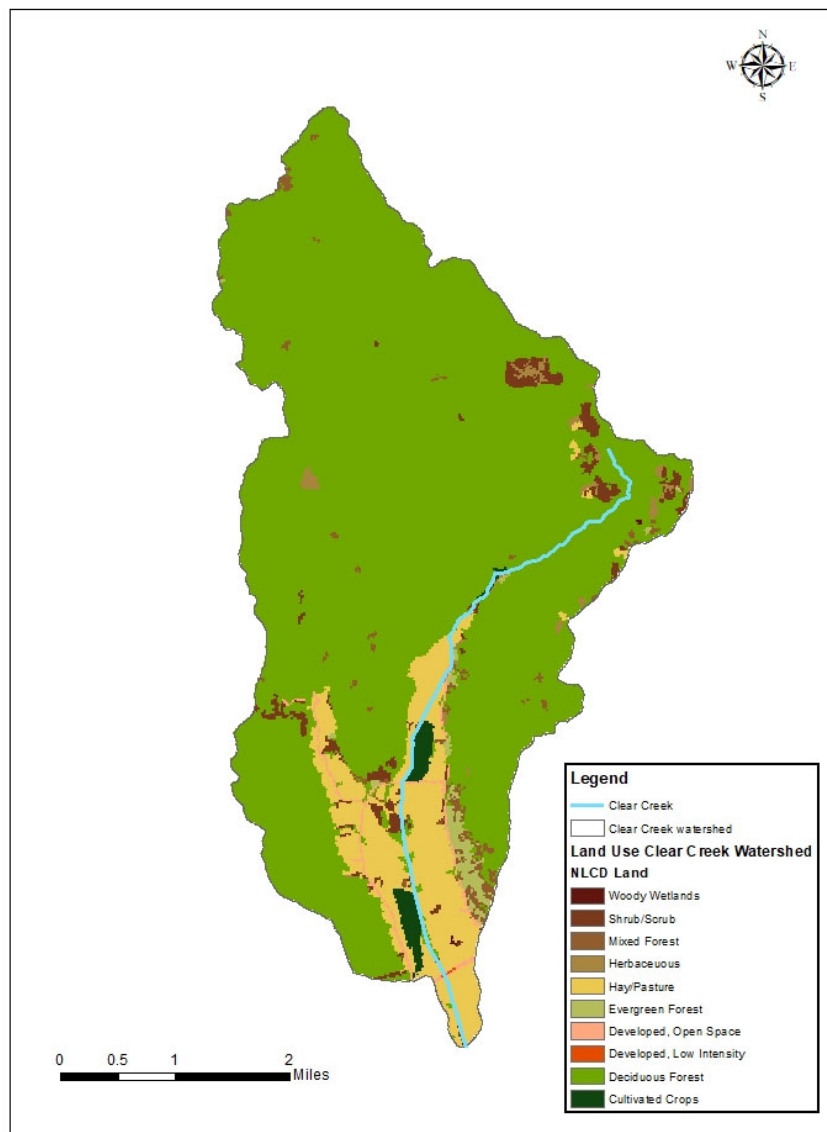 N
W E
S
Legend
Clear Creek
Clear Creek watershed
Land Use Clear Creek Watershed
NLCD Land
Woody Wetlands
Shrub/Scrub
Mixed Forest
Herbaceuous
Hay/Pasture
Evergreen Forest
Developed, Open Space
Developed, Low Intensity
Deciduous Forest
Cultivated Crops
0 0.5 1 2
Miles